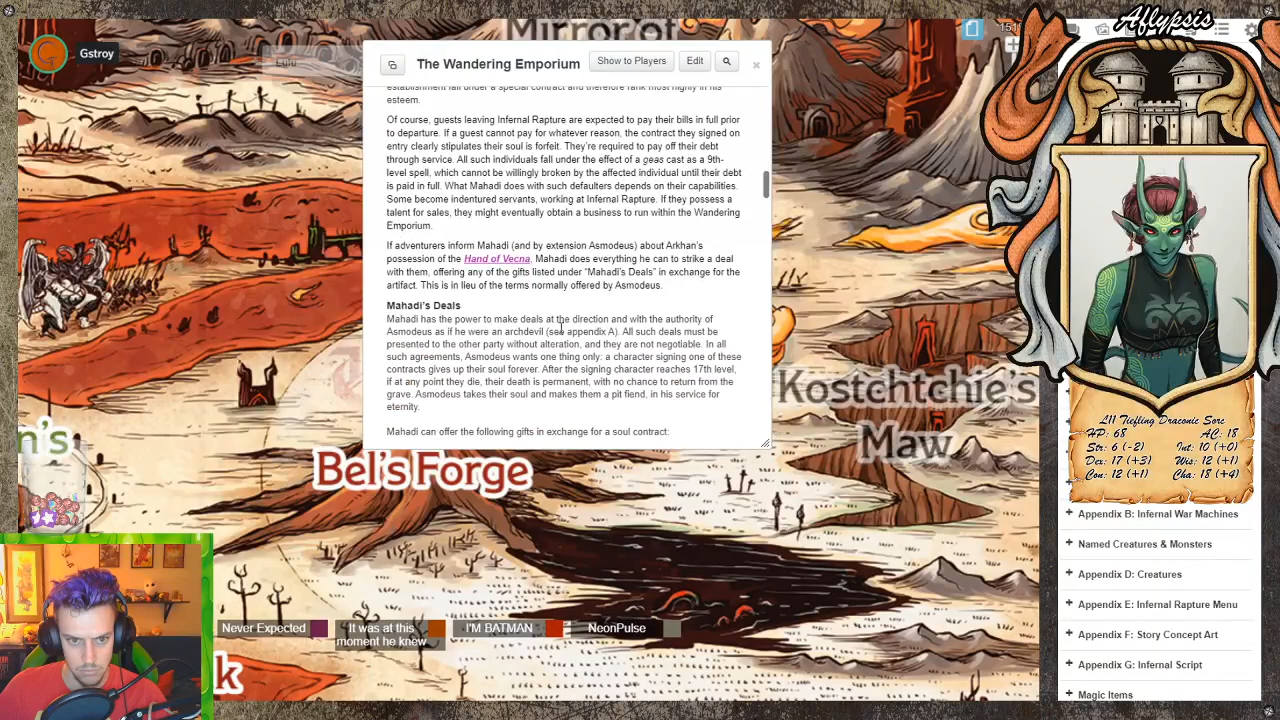 Mirror of
Gstroy
Lulu
The Wandering Emporium
Show to Players
Edit
establishment fall under a special contract and therefore rank most highly in his
esteem.
Of course, guests leaving Infernal Rapture are expected to pay their bills in full prior
to departure. If a guest cannot pay for whatever reason, the contract they signed on
entry clearly stipulates their soul is forfeit. They're required to pay off their debt
through service. All such individuals fall under the effect of a geas cast as a 9th-
level spell, which cannot be willingly broken by the affected individual until their debt
is paid in full. What Mahadi does with such defaulters depends on their capabilities.
Some become indentured servants, working at Infernal Rapture. If they possess a
talent for sales, they might eventually obtain a business to run within the Wandering
Emporium.
If adventurers inform Mahadi (and by extension Asmodeus) about Arkhan's
possession of the Hand of Vecna, Mahadi does everything he can to strike a deal
with them, offering any of the gifts listed under “Mahadi's Deals” in exchange for the
artifact. This is in lieu of the terms normally offered by Asmodeus.
Mahadi's Deals
Mahadi has the power to make deals at the direction and with the authority of
Asmodeus as if he were an archdevil (see appendix A). All such deals must be
presented to the other party without alteration, and they are not negotiable. In all
such agreements, Asmodeus wants one thing only: a character signing one of these
contracts gives up their soul forever. After the signing character reaches 17th level,
if at any point they die, their death is permanent, with no chance to return from the
grave. Asmodeus takes their soul and makes them a pit fiend, in his service for
eternity.
Mahadi can offer the following gifts in exchange for a soul contract:
n's
Kostchtchie's
Maw
Bel's Forge
k
Never Expected
It was at this
moment he knew
I'M BATMAN
NeonPulse
Aflypsis
211 Tiefling Draconic Sorc
HP: 68 AC: 18
Str: 6 (-2) Int: 10 (+0)
Dex: 17 (+3) Wis: 12 (+1)
Con: 12 (+1) Cha: 18 (+4)
Appendix B: Infernal War Machines
Named Creatures & Monsters
Appendix D: Creatures
Appendix E: Infernal Rapture Menu
Appendix F: Story Concept Art
Appendix G: Infernal Script
Magic Items